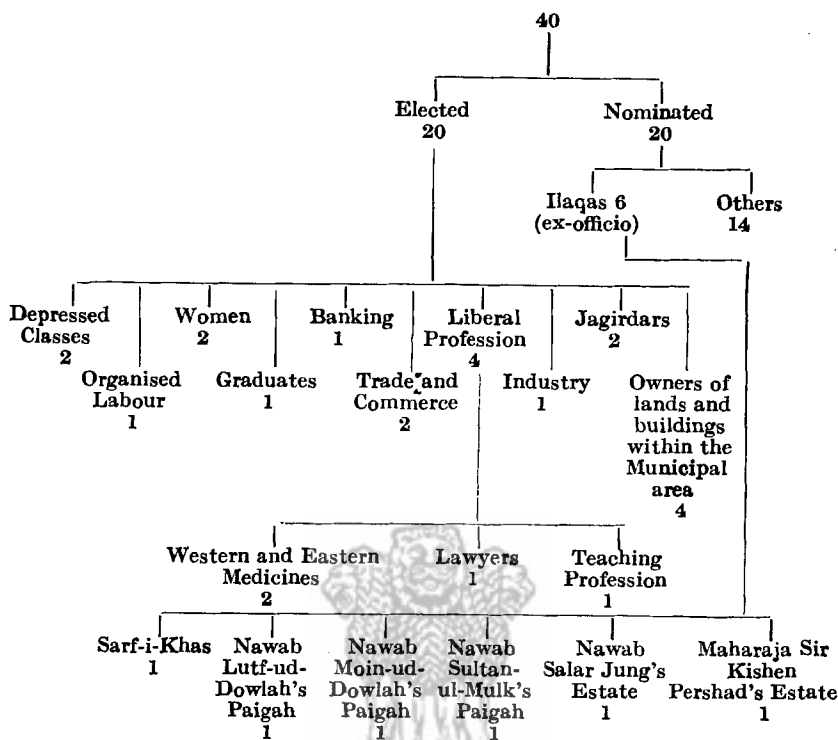 40
Elected
20
Nominated
20
Ilaqas 6
(ex-officio)
Others
14
Depressed
Classes
2
Organised
Labour
1
Women
2
Graduates
1
Banking
1
Trade and
Commerce
2
Liberal
Profession
4
Industry
1
Jagirdars
2
Owners of
lands and
buildings
within the
Municipal
area
4
Western and Eastern
Medicines
2
Lawyers
1
Teaching
Profession
1
Sarf-i-Khas
1
Nawab
Lutf-ud-
Dowlah's
Paigah
1
Nawab
Moin-ud-
Dowlah's
Paigah
1
Nawab
Sultan-
ul-Mulk's
Paigah
1
Nawab
Salar Jung's
Estate
1
Maharaja Sir
Kishen
Pershad's Estate
1